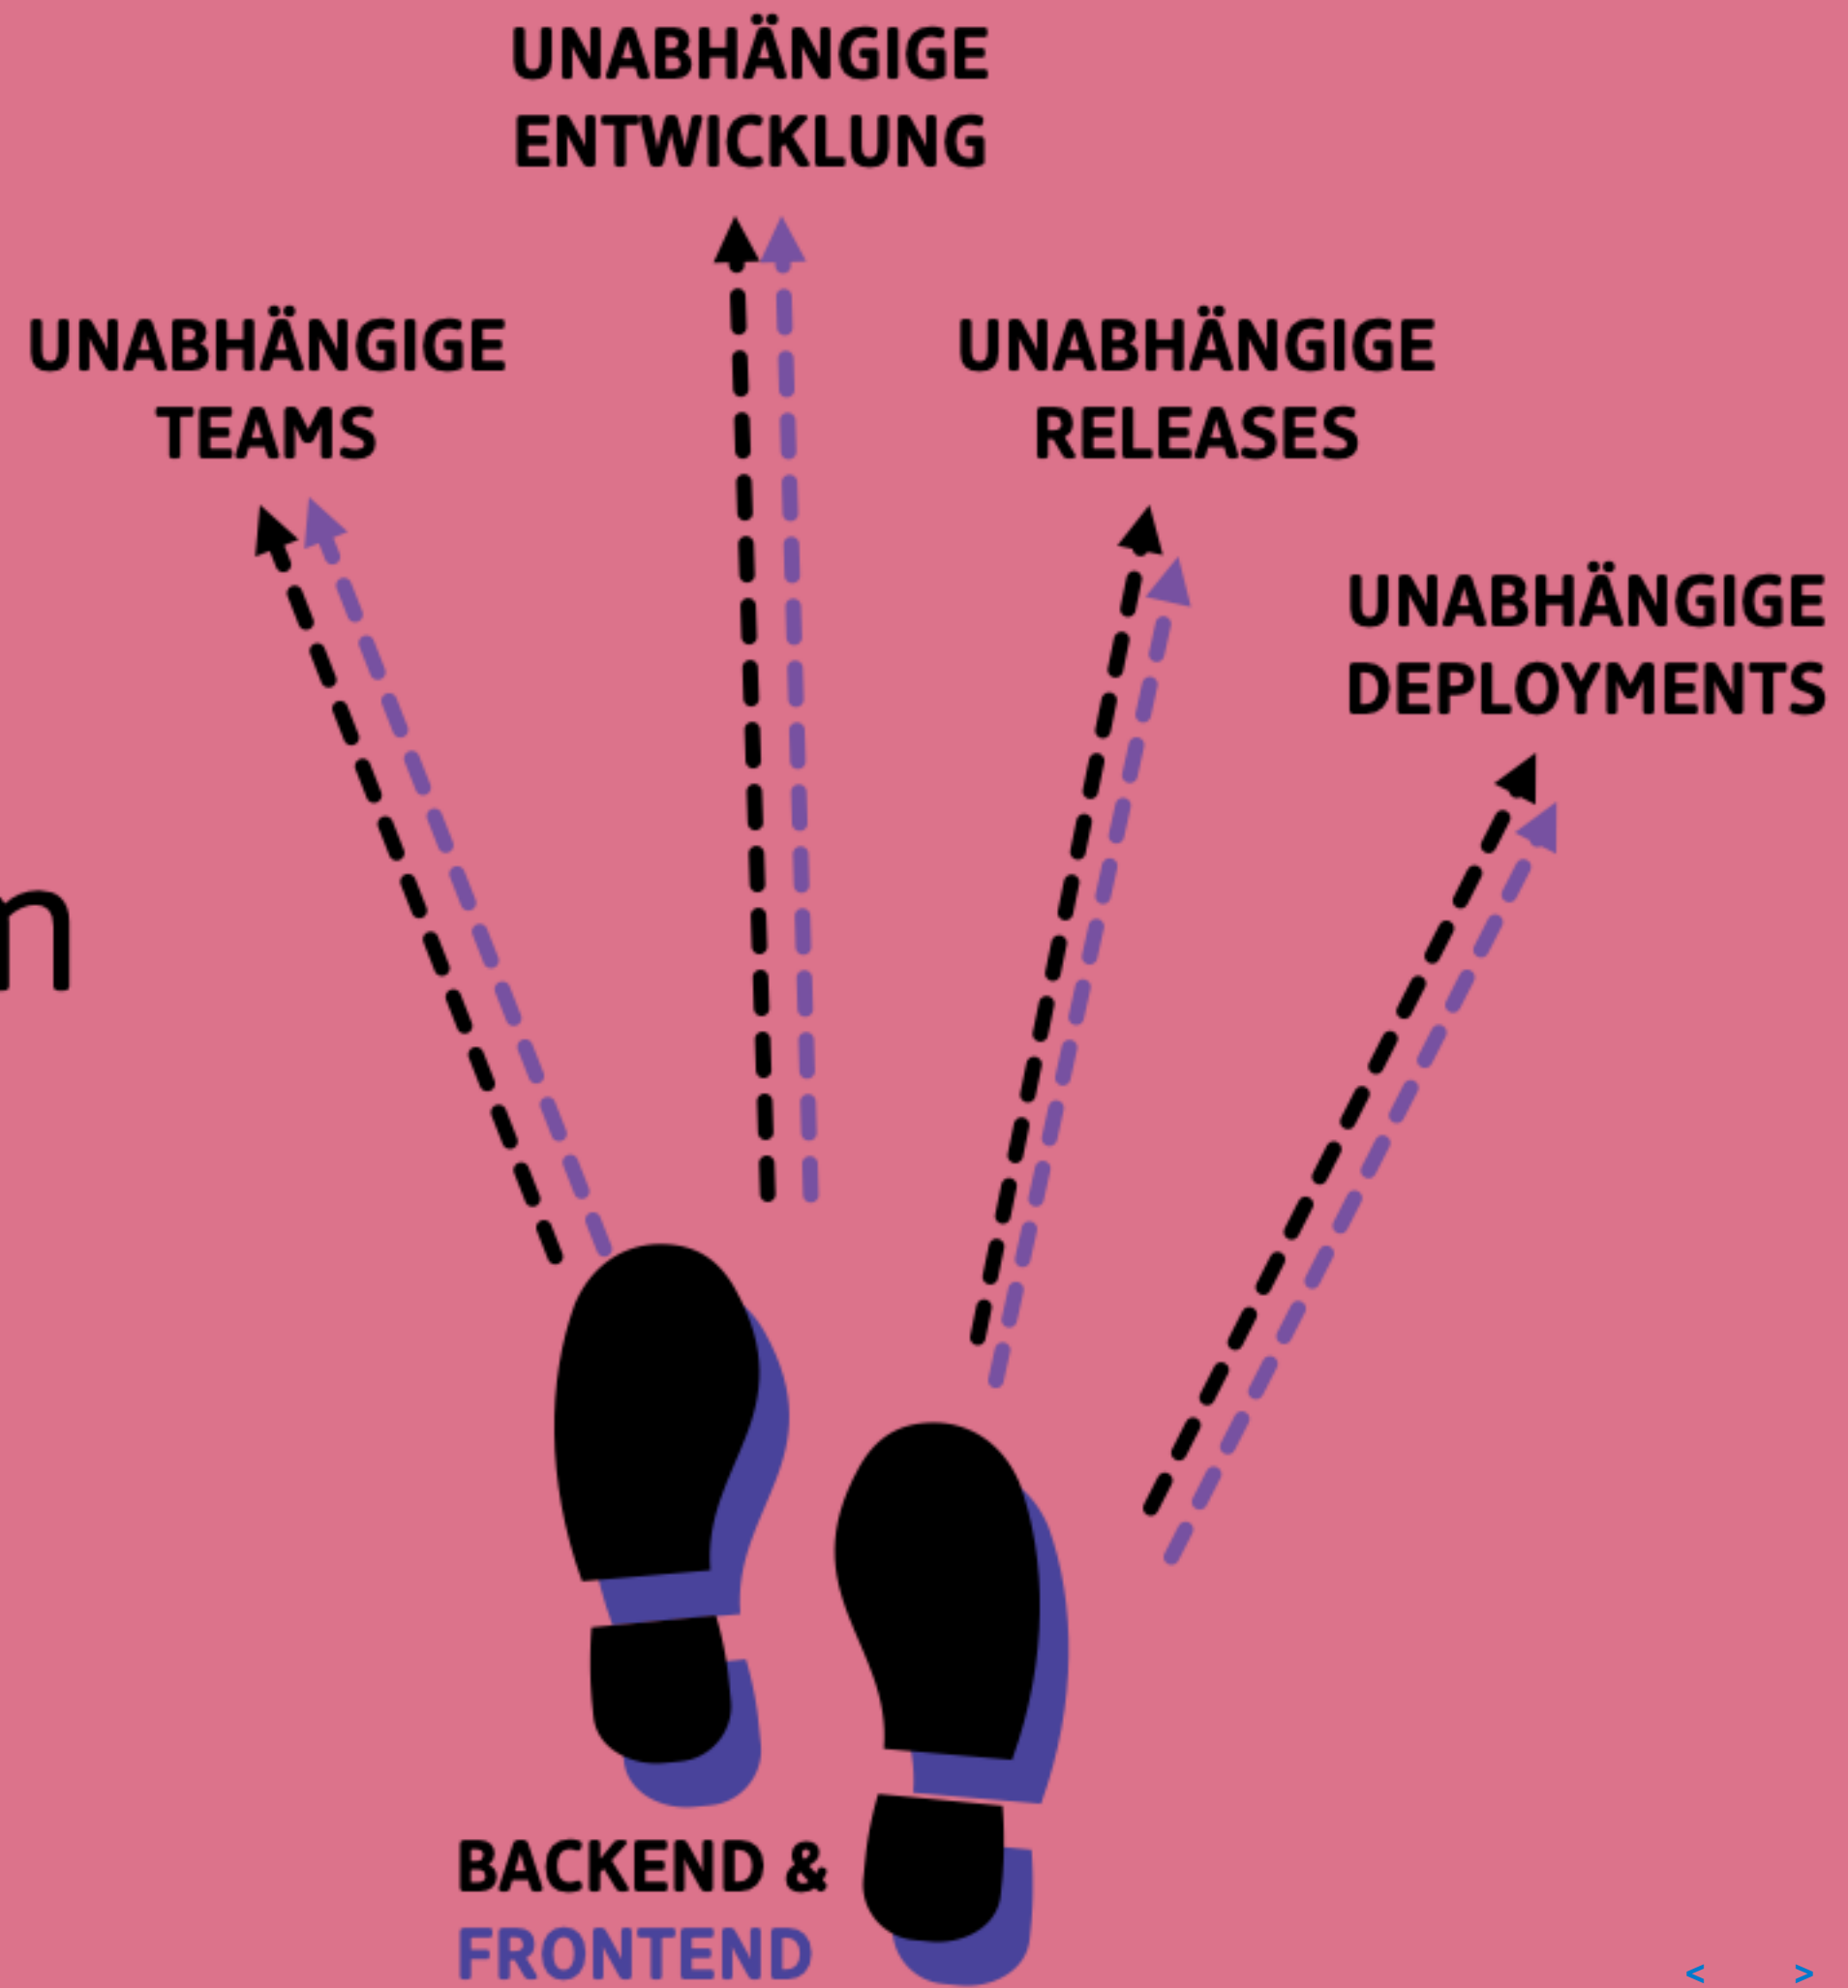 UNABHÄNGIGE
ENTWICKLUNG
UNABHÄNGIGE
TEAMS
UNABHÄNGIGE
RELEASES
UNABHÄNGIGE
DEPLOYMENTS
n
BACKEND &
FRONTEND
< >